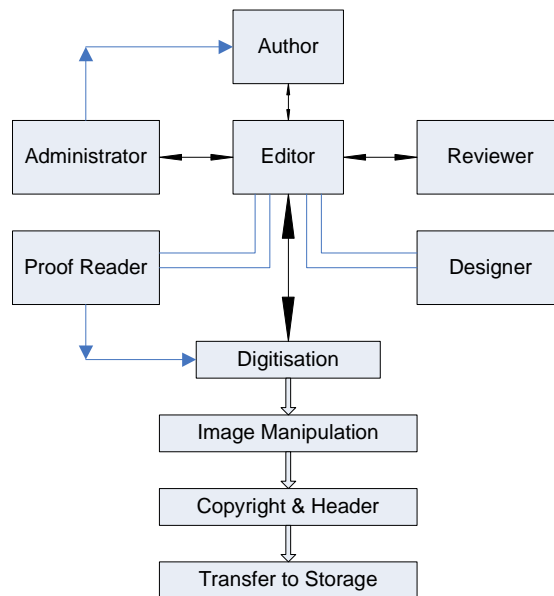 Author
Administrator
Editor
Reviewer
Proof Reader
Designer
Digitisation
Image Manipulation
Copyright & Header
Transfer to Storage